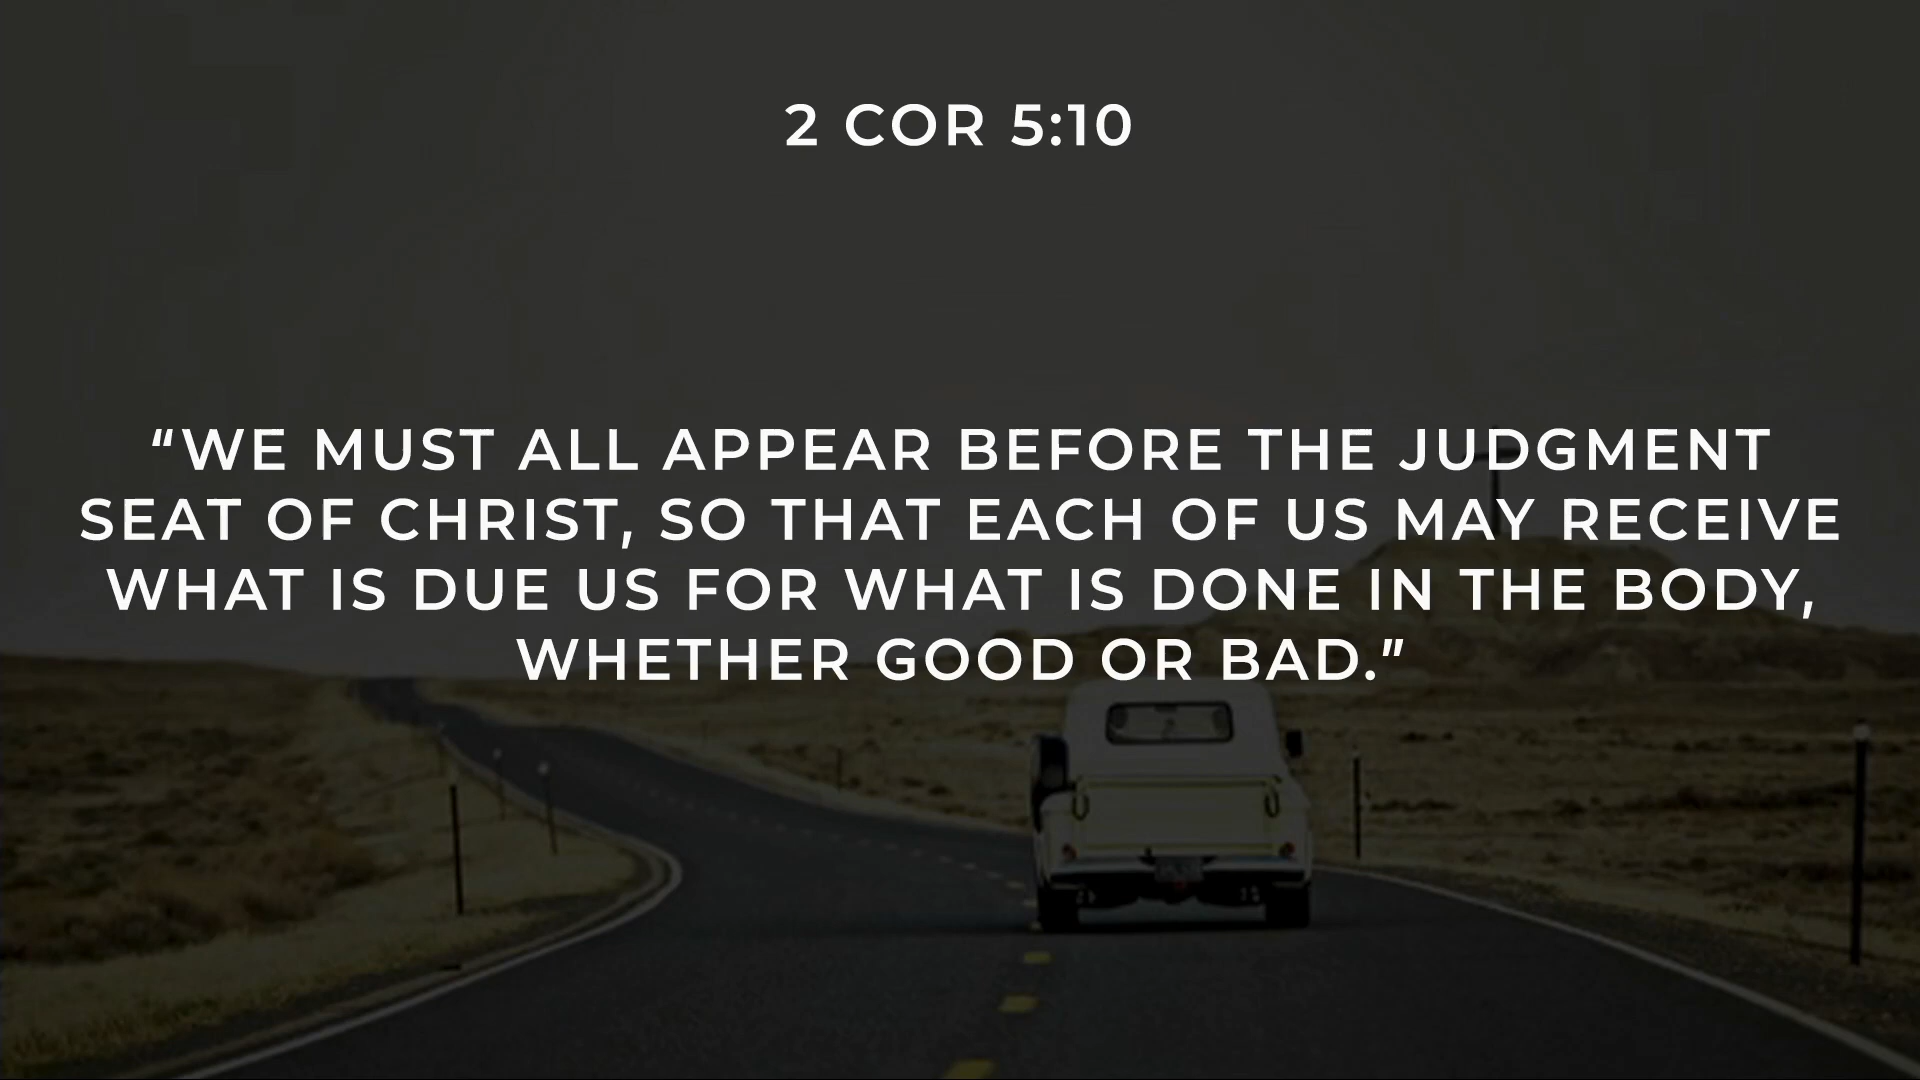 2 COR 5:10
“WE MUST ALL APPEAR BEFORE THE JUDGMENT
SEAT OF CHRIST, SO THAT EACH OF US MAY RECEIVE
WHAT IS DUE US FOR WHAT IS DONE IN THE BODY,
WHETHER GOOD OR BAD.”